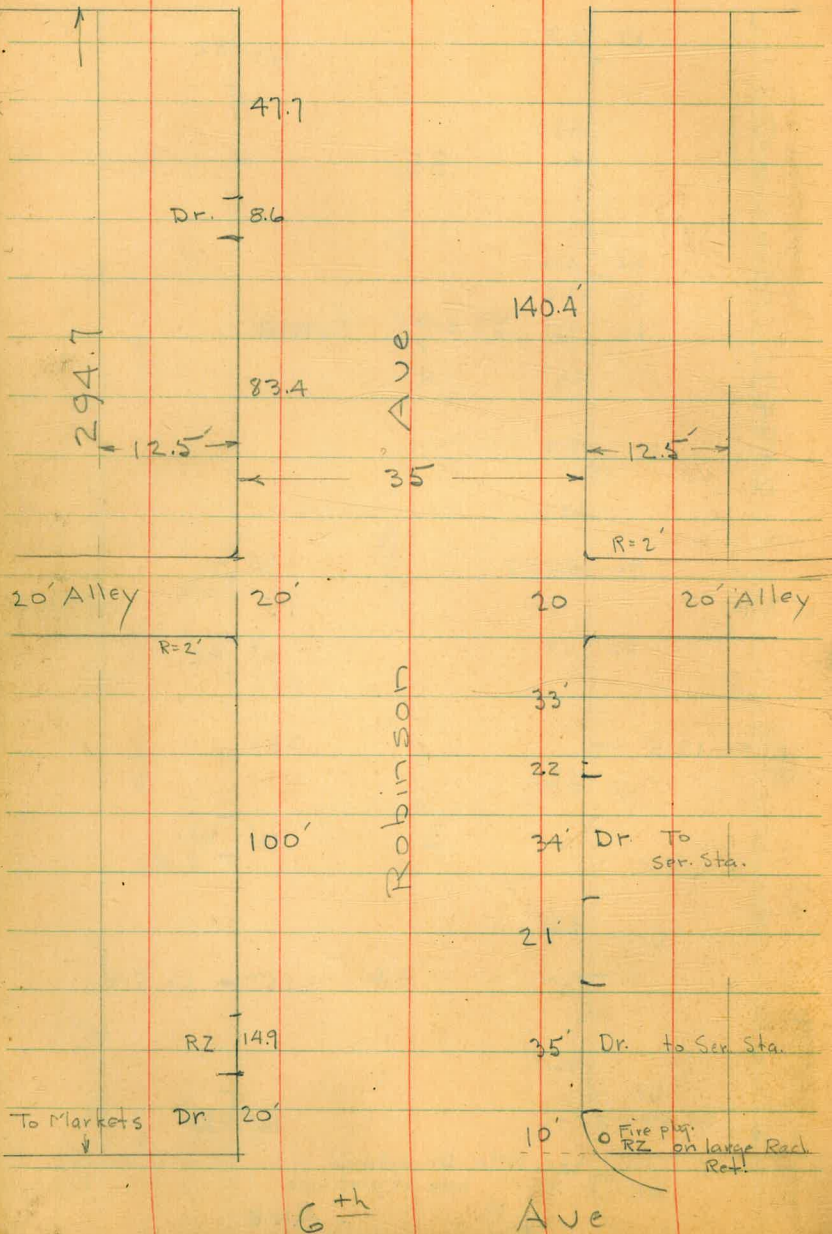 47.7
Dr. 8.6
140.4'
294.7
83.4
Ave
12.5'
12.5'
35
R=2'
20' Alley
20'
20
20' Alley
R=2'
Robinson
33'
22
100'
34' Dr. To
Ser. Sta.
21'
RZ 14.9
35' Dr. to Ser. Sta.
To Markets Dr. 20'
10' Fire plg.
RZ on large Rad.
Ret.
6th Ave